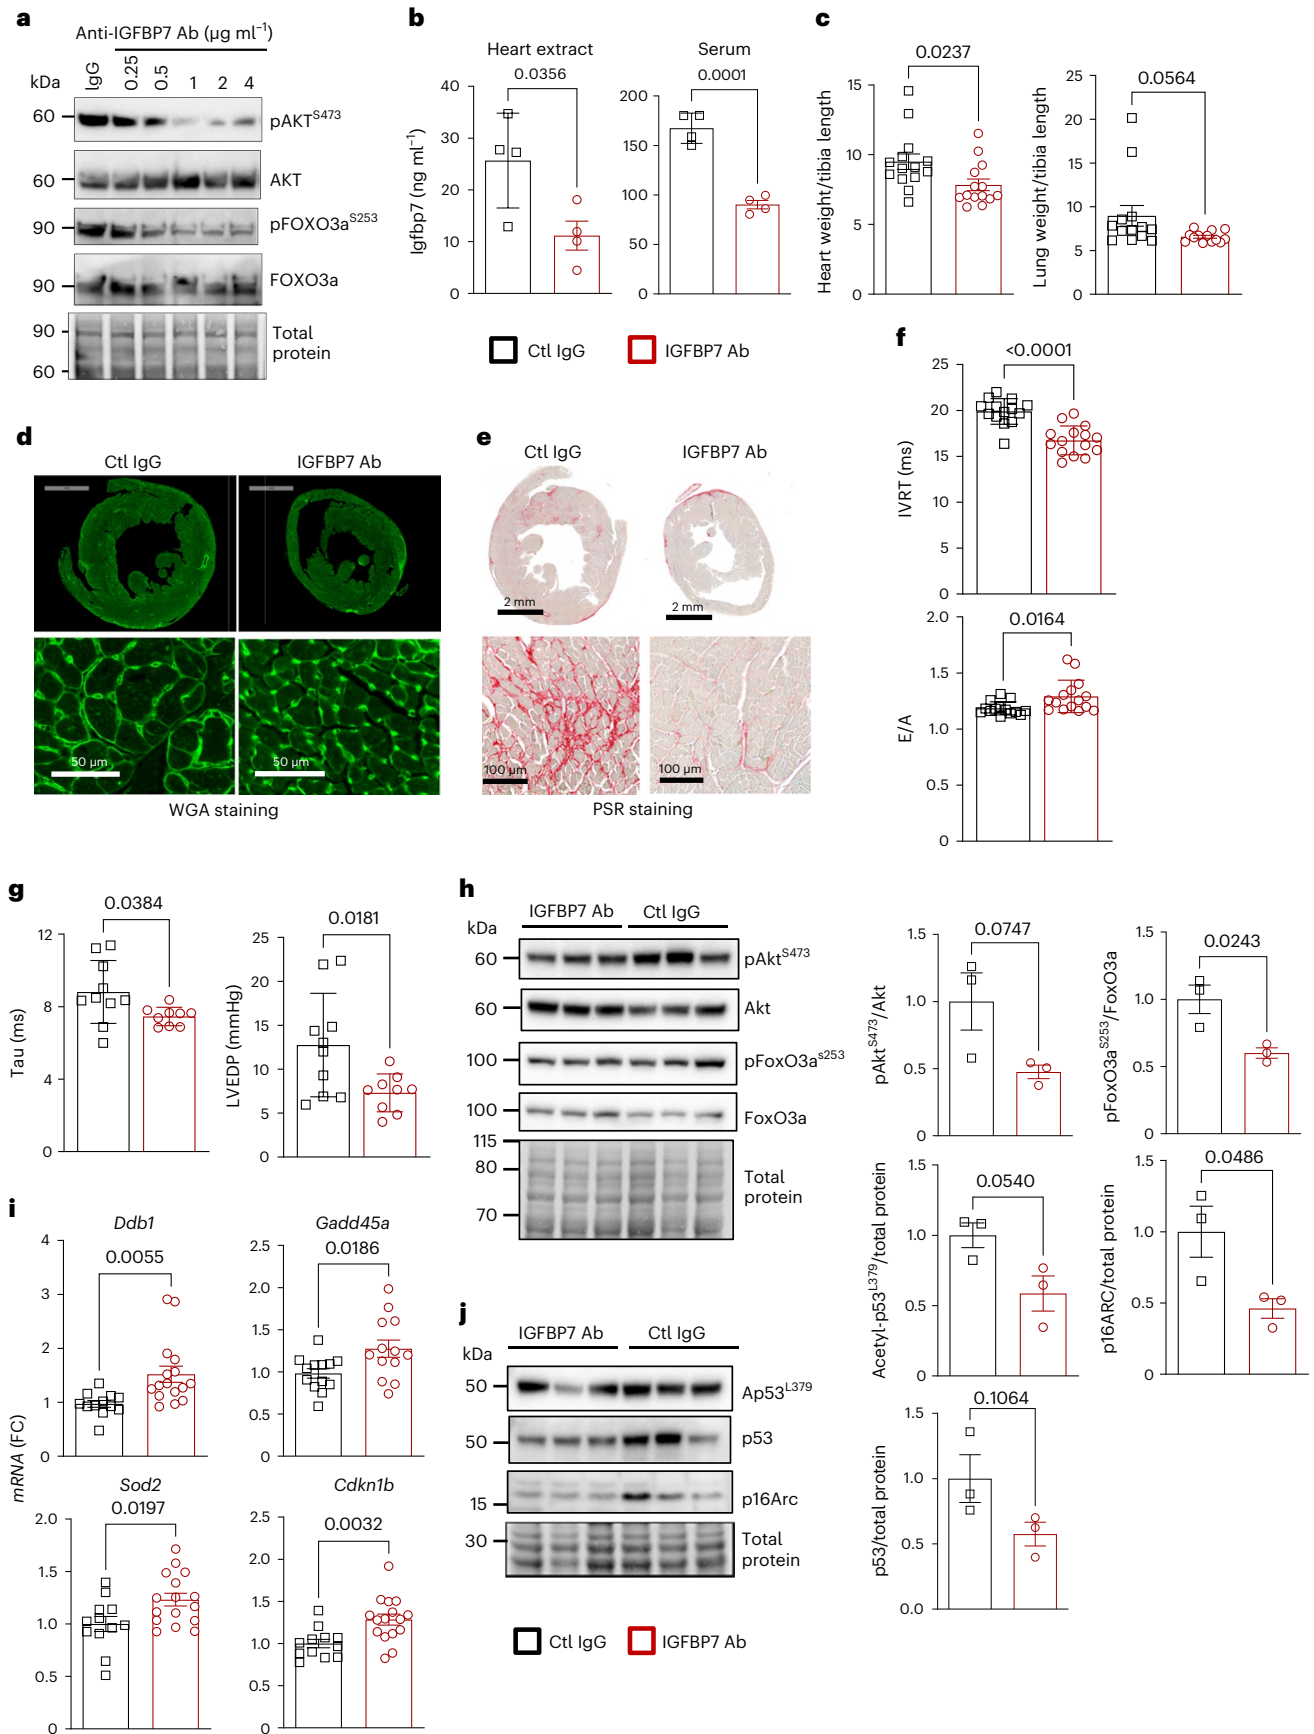 a
Anti-IGFBP7 Ab (µg ml⁻¹)
kDa IgG 0.25 0.5 1 2 4
60 pAKT^S473
60 AKT
90 pFOXO3a^S253
90 FOXO3a
90 Total
protein
60
b
Heart extract Serum
0.0356 0.0001
Igfbp7 (ng ml⁻¹)
40 30 20 10 0
200 150 100 50 0
Ctl IgG IGFBP7 Ab
c
0.0237
Heart weight/tibia length
15 10 5 0
0.0564
Lung weight/tibia length
25 20 15 10 5 0
d
Ctl IgG IGFBP7 Ab
50 µm 50 µm
WGA staining
e
Ctl IgG IGFBP7 Ab
2 mm 2 mm
100 µm 100 µm
PSR staining
f
<0.0001
IVRT (ms)
25 20 15 10 5 0
0.0164
E/A
2.0 1.5 1.0 0.5 0
g
0.0384
Tau (ms)
12 8 4 0
0.0181
LVEDP (mmHg)
25 20 15 10 5 0
h
IGFBP7 Ab Ctl IgG
kDa
60 pAkt^S473
60 Akt
100 pFoxO3a^s253
100 FoxO3a
115
80 Total
protein
70
0.0747
pAkt^S473/Akt
1.5 1.0 0.5 0
0.0243
pFoxO3a^S253/FoxO3a
1.5 1.0 0.5 0
0.0540
Acetyl-p53^L379/total protein
1.5 1.0 0.5 0
0.0486
p16ARC/total protein
1.5 1.0 0.5 0
0.1064
p53/total protein
1.5 1.0 0.5 0.0
i
mRNA (FC)
Ddb1
0.0055
4 3 2 1 0
Gadd45a
0.0186
2.5 2.0 1.5 1.0 0.5 0
Sod2
0.0197
2.0 1.5 1.0 0.5 0
Cdkn1b
0.0032
2.5 2.0 1.5 1.0 0.5 0
j
IGFBP7 Ab Ctl IgG
kDa
50 Ap53^L379
50 p53
15 p16Arc
30 Total
protein
Ctl IgG IGFBP7 Ab